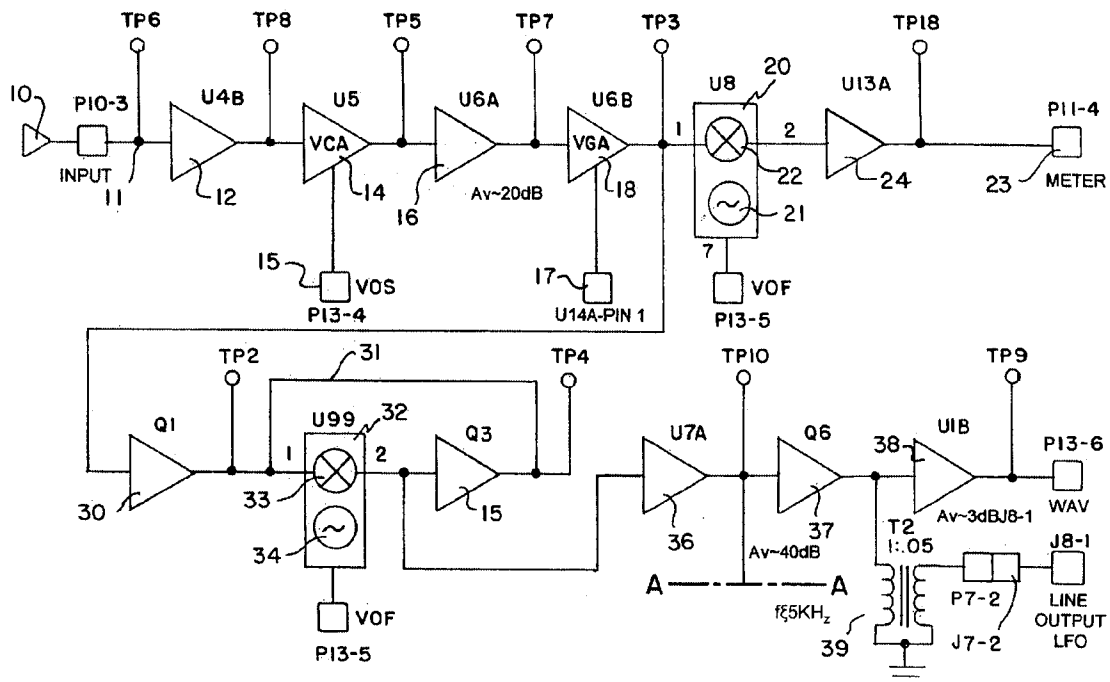 TP6 TP8 TP5 TP7 TP3 TP18
10 P10-3 U4B U5 U6A U6B U8 20 U13A P11-4
VCA VGA 1 2
INPUT 11 12 14 16 Av~20dB 18 22 24 23 METER
21
7
15 VOS 17 VOF
P13-4 U14A-PIN 1 P13-5
TP2 31 TP4 TP10 TP9
Q1 U99 32 Q3 U7A Q6 U1B P13-6
1 2 38
30 33 15 36 37 Av~3dBJ8-1 WAV
34 Av~40dB T2 J8-1
1:.05
A A
VOF fξ5KHz P7-2 LINE
P13-5 39 J7-2 OUTPUT
LFO